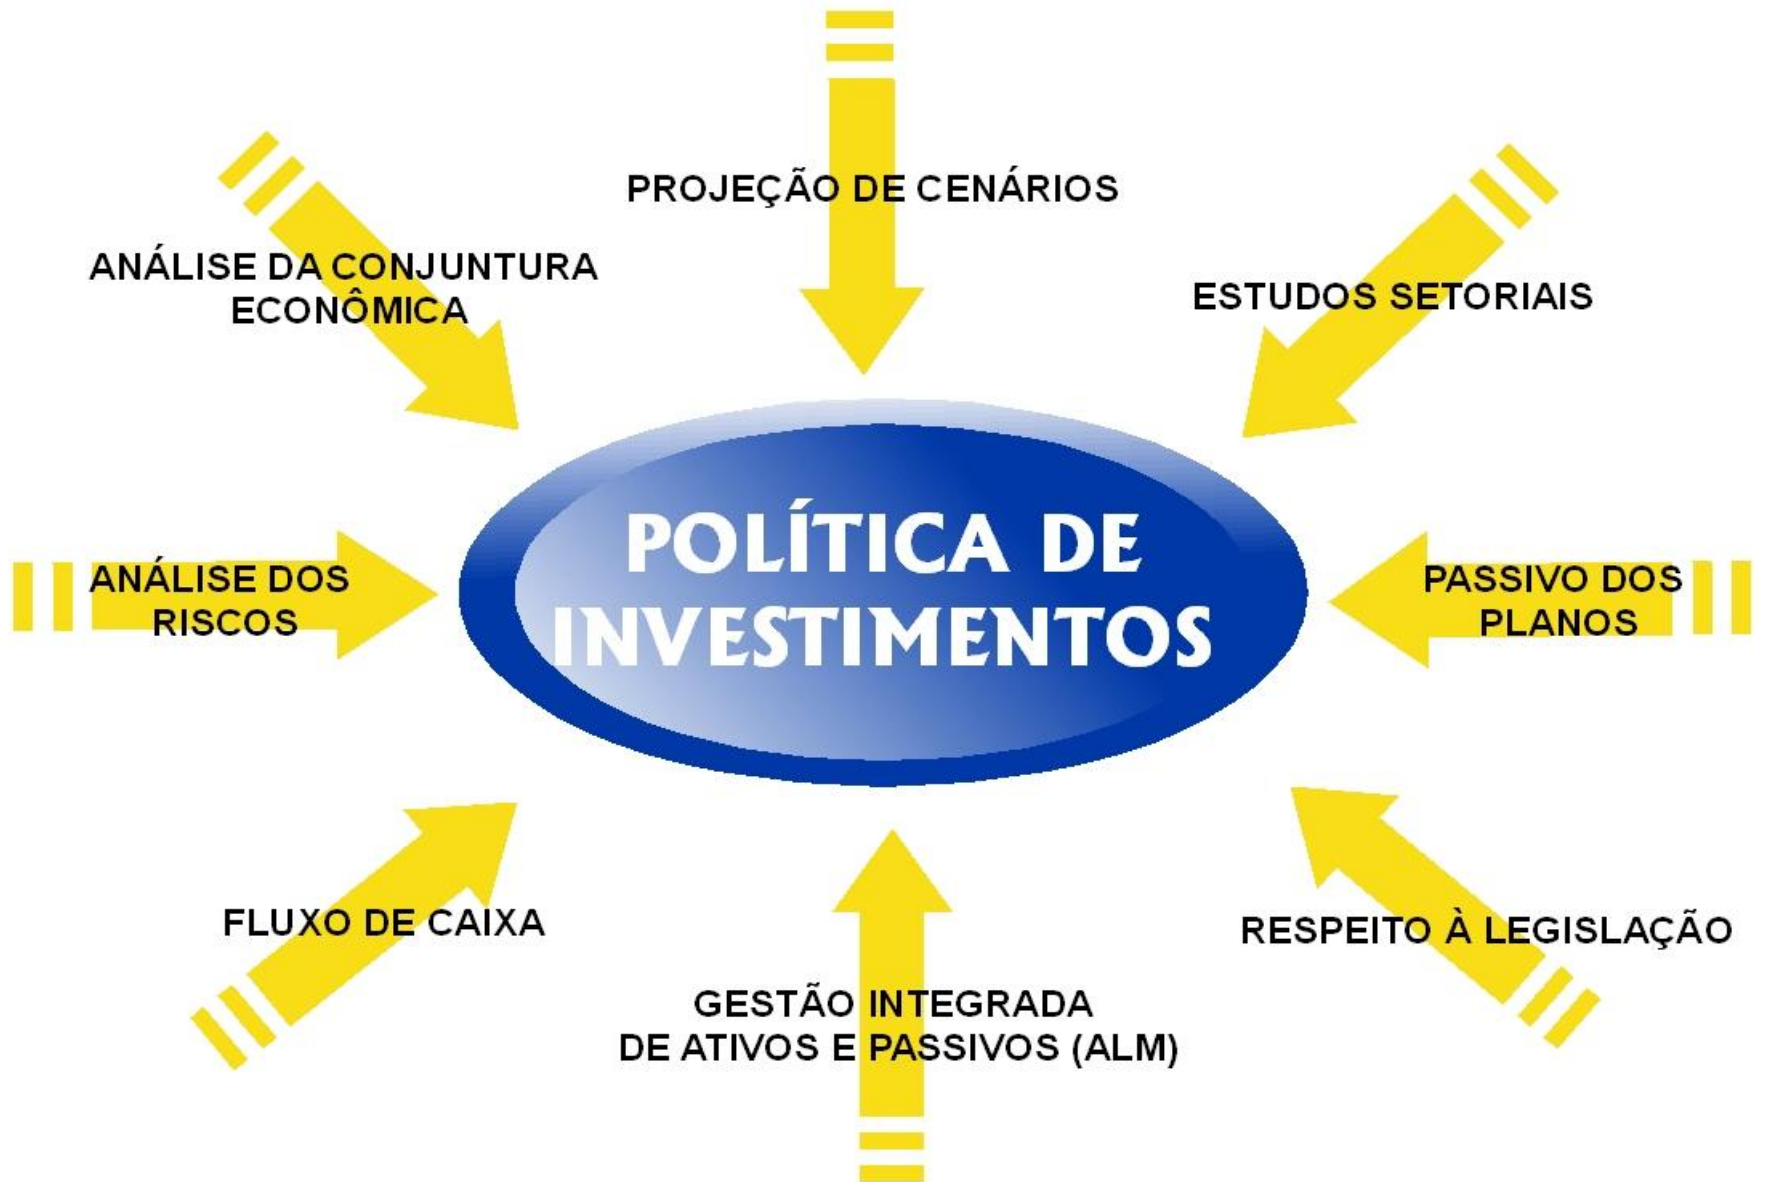 PROJEÇÃO DE CENÁRIOS
ANÁLISE DA CONJUNTURA
ECONÔMICA
ESTUDOS SETORIAIS
POLÍTICA DE
INVESTIMENTOS
ANÁLISE DOS
RISCOS
PASSIVO DOS
PLANOS
FLUXO DE CAIXA
RESPEITO À LEGISLAÇÃO
GESTÃO INTEGRADA
DE ATIVOS E PASSIVOS (ALM)